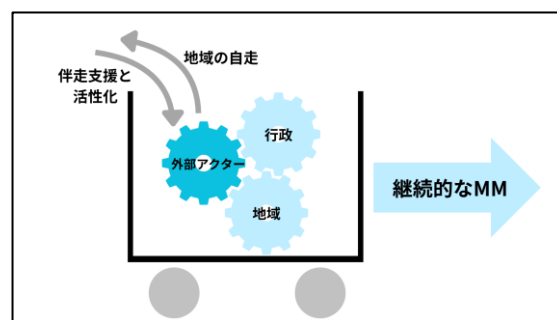 地域の自走
伴走支援と
活性化
行政
外部アクター
地域
継続的なMM